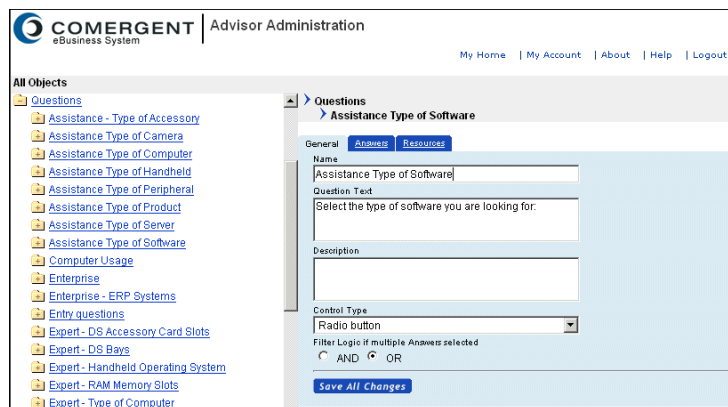 COMERGENT
eBusiness System
Advisor Administration
My Home | My Account | About | Help | Logout
All Objects
Questions
Assistance - Type of Accessory
Assistance Type of Camera
Assistance Type of Computer
Assistance Type of Handheld
Assistance Type of Peripheral
Assistance Type of Product
Assistance Type of Server
Assistance Type of Software
Computer Usage
Enterprise
Enterprise - ERP Systems
Entry questions
Expert - DS Accessory Card Slots
Expert - DS Bays
Expert - Handheld Operating System
Expert - RAM Memory Slots
Expert - Type of Computer
Questions
Assistance Type of Software
General Answers Resources
Name
Assistance Type of Software
Question Text
Select the type of software you are looking for:
Description
Control Type
Radio button
Filter Logic if multiple Answers selected
AND OR
Save All Changes